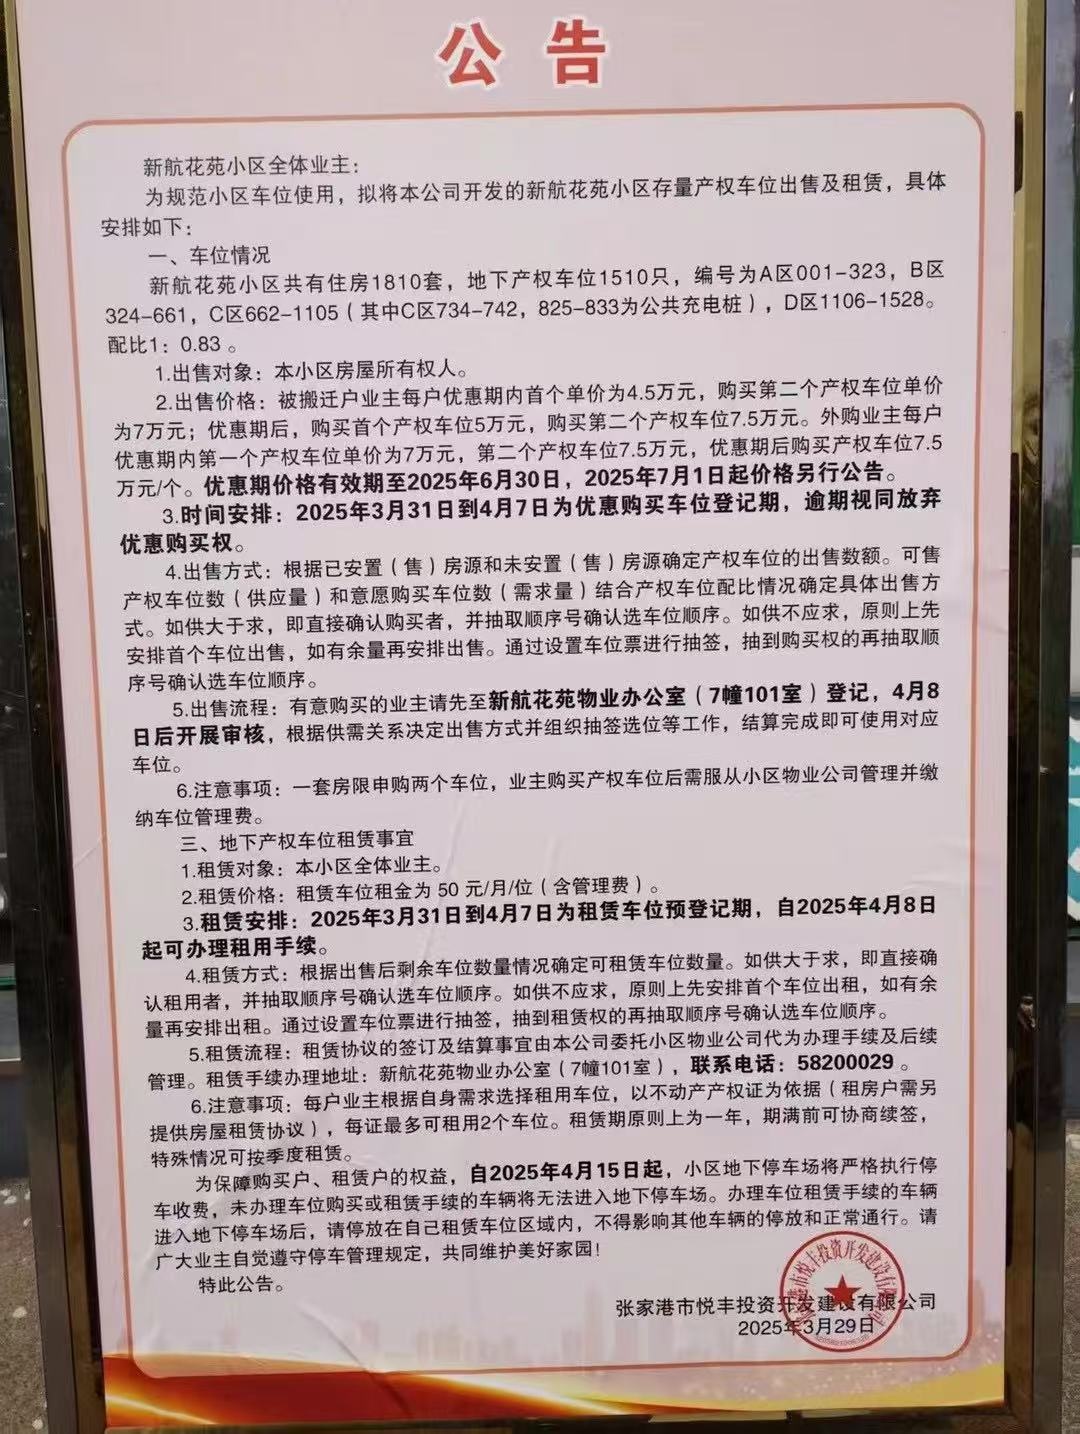 公 告
新航花苑小区全体业主：
为规范小区车位使用，拟将本公司开发的新航花苑小区存量产权车位出售及租赁，具体
安排如下：
一、车位情况
新航花苑小区共有住房1810套，地下产权车位1510只，编号为A区001-323，B区
324-661，C区662-1105（其中C区734-742，825-833为公共充电桩），D区1106-1528。
配比1：0.83 。
1.出售对象：本小区房屋所有权人。
2.出售价格：被搬迁户业主每户优惠期内首个单价为4.5万元，购买第二个产权车位单价
为7万元；优惠期后，购买首个产权车位5万元，购买第二个产权车位7.5万元。外购业主每户
优惠期内第一个产权车位单价为7万元，第二个产权车位7.5万元，优惠期后购买产权车位7.5
万元/个。优惠期价格有效期至2025年6月30日，2025年7月1日起价格另行公告。
3.时间安排：2025年3月31日到4月7日为优惠购买车位登记期，逾期视同放弃
优惠购买权。
4.出售方式：根据已安置（售）房源和未安置（售）房源确定产权车位的出售数额。可售
产权车位数（供应量）和意愿购买车位数（需求量）结合产权车位配比情况确定具体出售方
式。如供大于求，即直接确认购买者，并抽取顺序号确认选车位顺序。如供不应求，原则上先
安排首个车位出售，如有余量再安排出售。通过设置车位票进行抽签，抽到购买权的再抽取顺
序号确认选车位顺序。
5.出售流程：有意购买的业主请先至新航花苑物业办公室（7幢101室）登记，4月8
日后开展审核，根据供需关系决定出售方式并组织抽签选位等工作，结算完成即可使用对应
车位。
6.注意事项：一套房限申购两个车位，业主购买产权车位后需服从小区物业公司管理并缴
纳车位管理费。
三、地下产权车位租赁事宜
1.租赁对象：本小区全体业主。
2.租赁价格：租赁车位租金为 50 元/月/位（含管理费）。
3.租赁安排：2025年3月31日到4月7日为租赁车位预登记期，自2025年4月8日
起可办理租用手续。
4.租赁方式：根据出售后剩余车位数量情况确定可租赁车位数量。如供大于求，即直接确
认租用者，并抽取顺序号确认选车位顺序。如供不应求，原则上先安排首个车位出租，如有余
量再安排出租。通过设置车位票进行抽签，抽到租赁权的再抽取顺序号确认选车位顺序。
5.租赁流程：租赁协议的签订及结算事宜由本公司委托小区物业公司代为办理手续及后续
管理。租赁手续办理地址：新航花苑物业办公室（7幢101室），联系电话：58200029 。
6.注意事项：每户业主根据自身需求选择租用车位，以不动产产权证为依据（租房户需另
提供房屋租赁协议），每证最多可租用2个车位。租赁期原则上为一年，期满前可协商续签，
特殊情况可按季度租赁。
为保障购买户、租赁户的权益，自2025年4月15日起，小区地下停车场将严格执行停
车收费，未办理车位购买或租赁手续的车辆将无法进入地下停车场。办理车位租赁手续的车辆
进入地下停车场后，请停放在自己租赁车位区域内，不得影响其他车辆的停放和正常通行。请
广大业主自觉遵守停车管理规定，共同维护美好家园！
特此公告。
张家港市悦丰投资开发建设有限公司
2025年3月29日